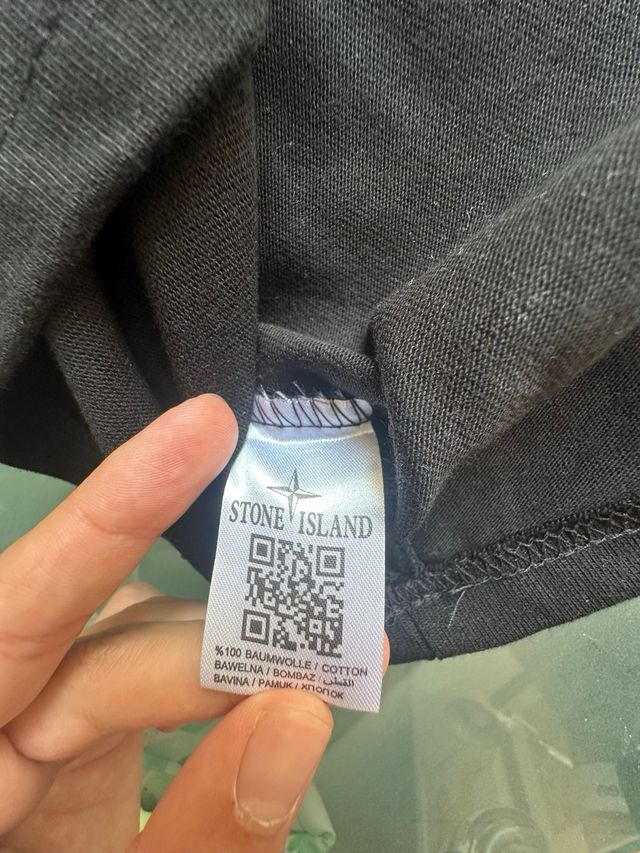 STONE ISLAND
%100 BAUMWOLLE / COTTON
BAWELNA / BOMBAZ / القطن
BAVINA / PAMUK / ХЛОПОК